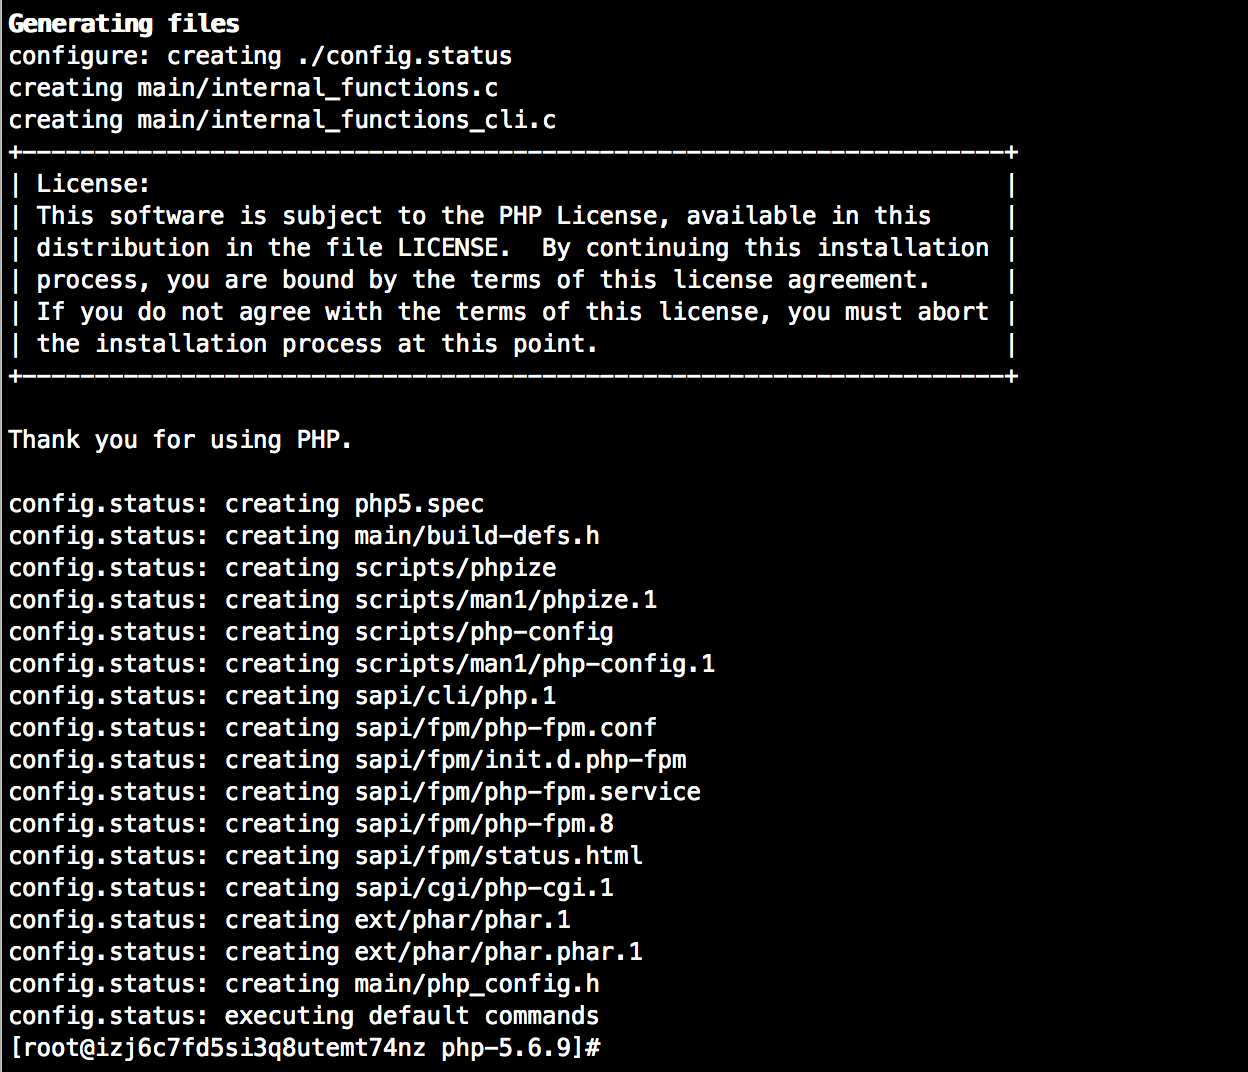 Generating files
configure: creating ./config.status
creating main/internal_functions.c
creating main/internal_functions_cli.c
+--------------------------------------------------------------------+
| License:                                                           |
| This software is subject to the PHP License, available in this     |
| distribution in the file LICENSE.  By continuing this installation |
| process, you are bound by the terms of this license agreement.     |
| If you do not agree with the terms of this license, you must abort |
| the installation process at this point.                            |
+--------------------------------------------------------------------+

Thank you for using PHP.

config.status: creating php5.spec
config.status: creating main/build-defs.h
config.status: creating scripts/phpize
config.status: creating scripts/man1/phpize.1
config.status: creating scripts/php-config
config.status: creating scripts/man1/php-config.1
config.status: creating sapi/cli/php.1
config.status: creating sapi/fpm/php-fpm.conf
config.status: creating sapi/fpm/init.d.php-fpm
config.status: creating sapi/fpm/php-fpm.service
config.status: creating sapi/fpm/php-fpm.8
config.status: creating sapi/fpm/status.html
config.status: creating sapi/cgi/php-cgi.1
config.status: creating ext/phar/phar.1
config.status: creating ext/phar/phar.phar.1
config.status: creating main/php_config.h
config.status: executing default commands
[root@izj6c7fd5si3q8utemt74nz php-5.6.9]#